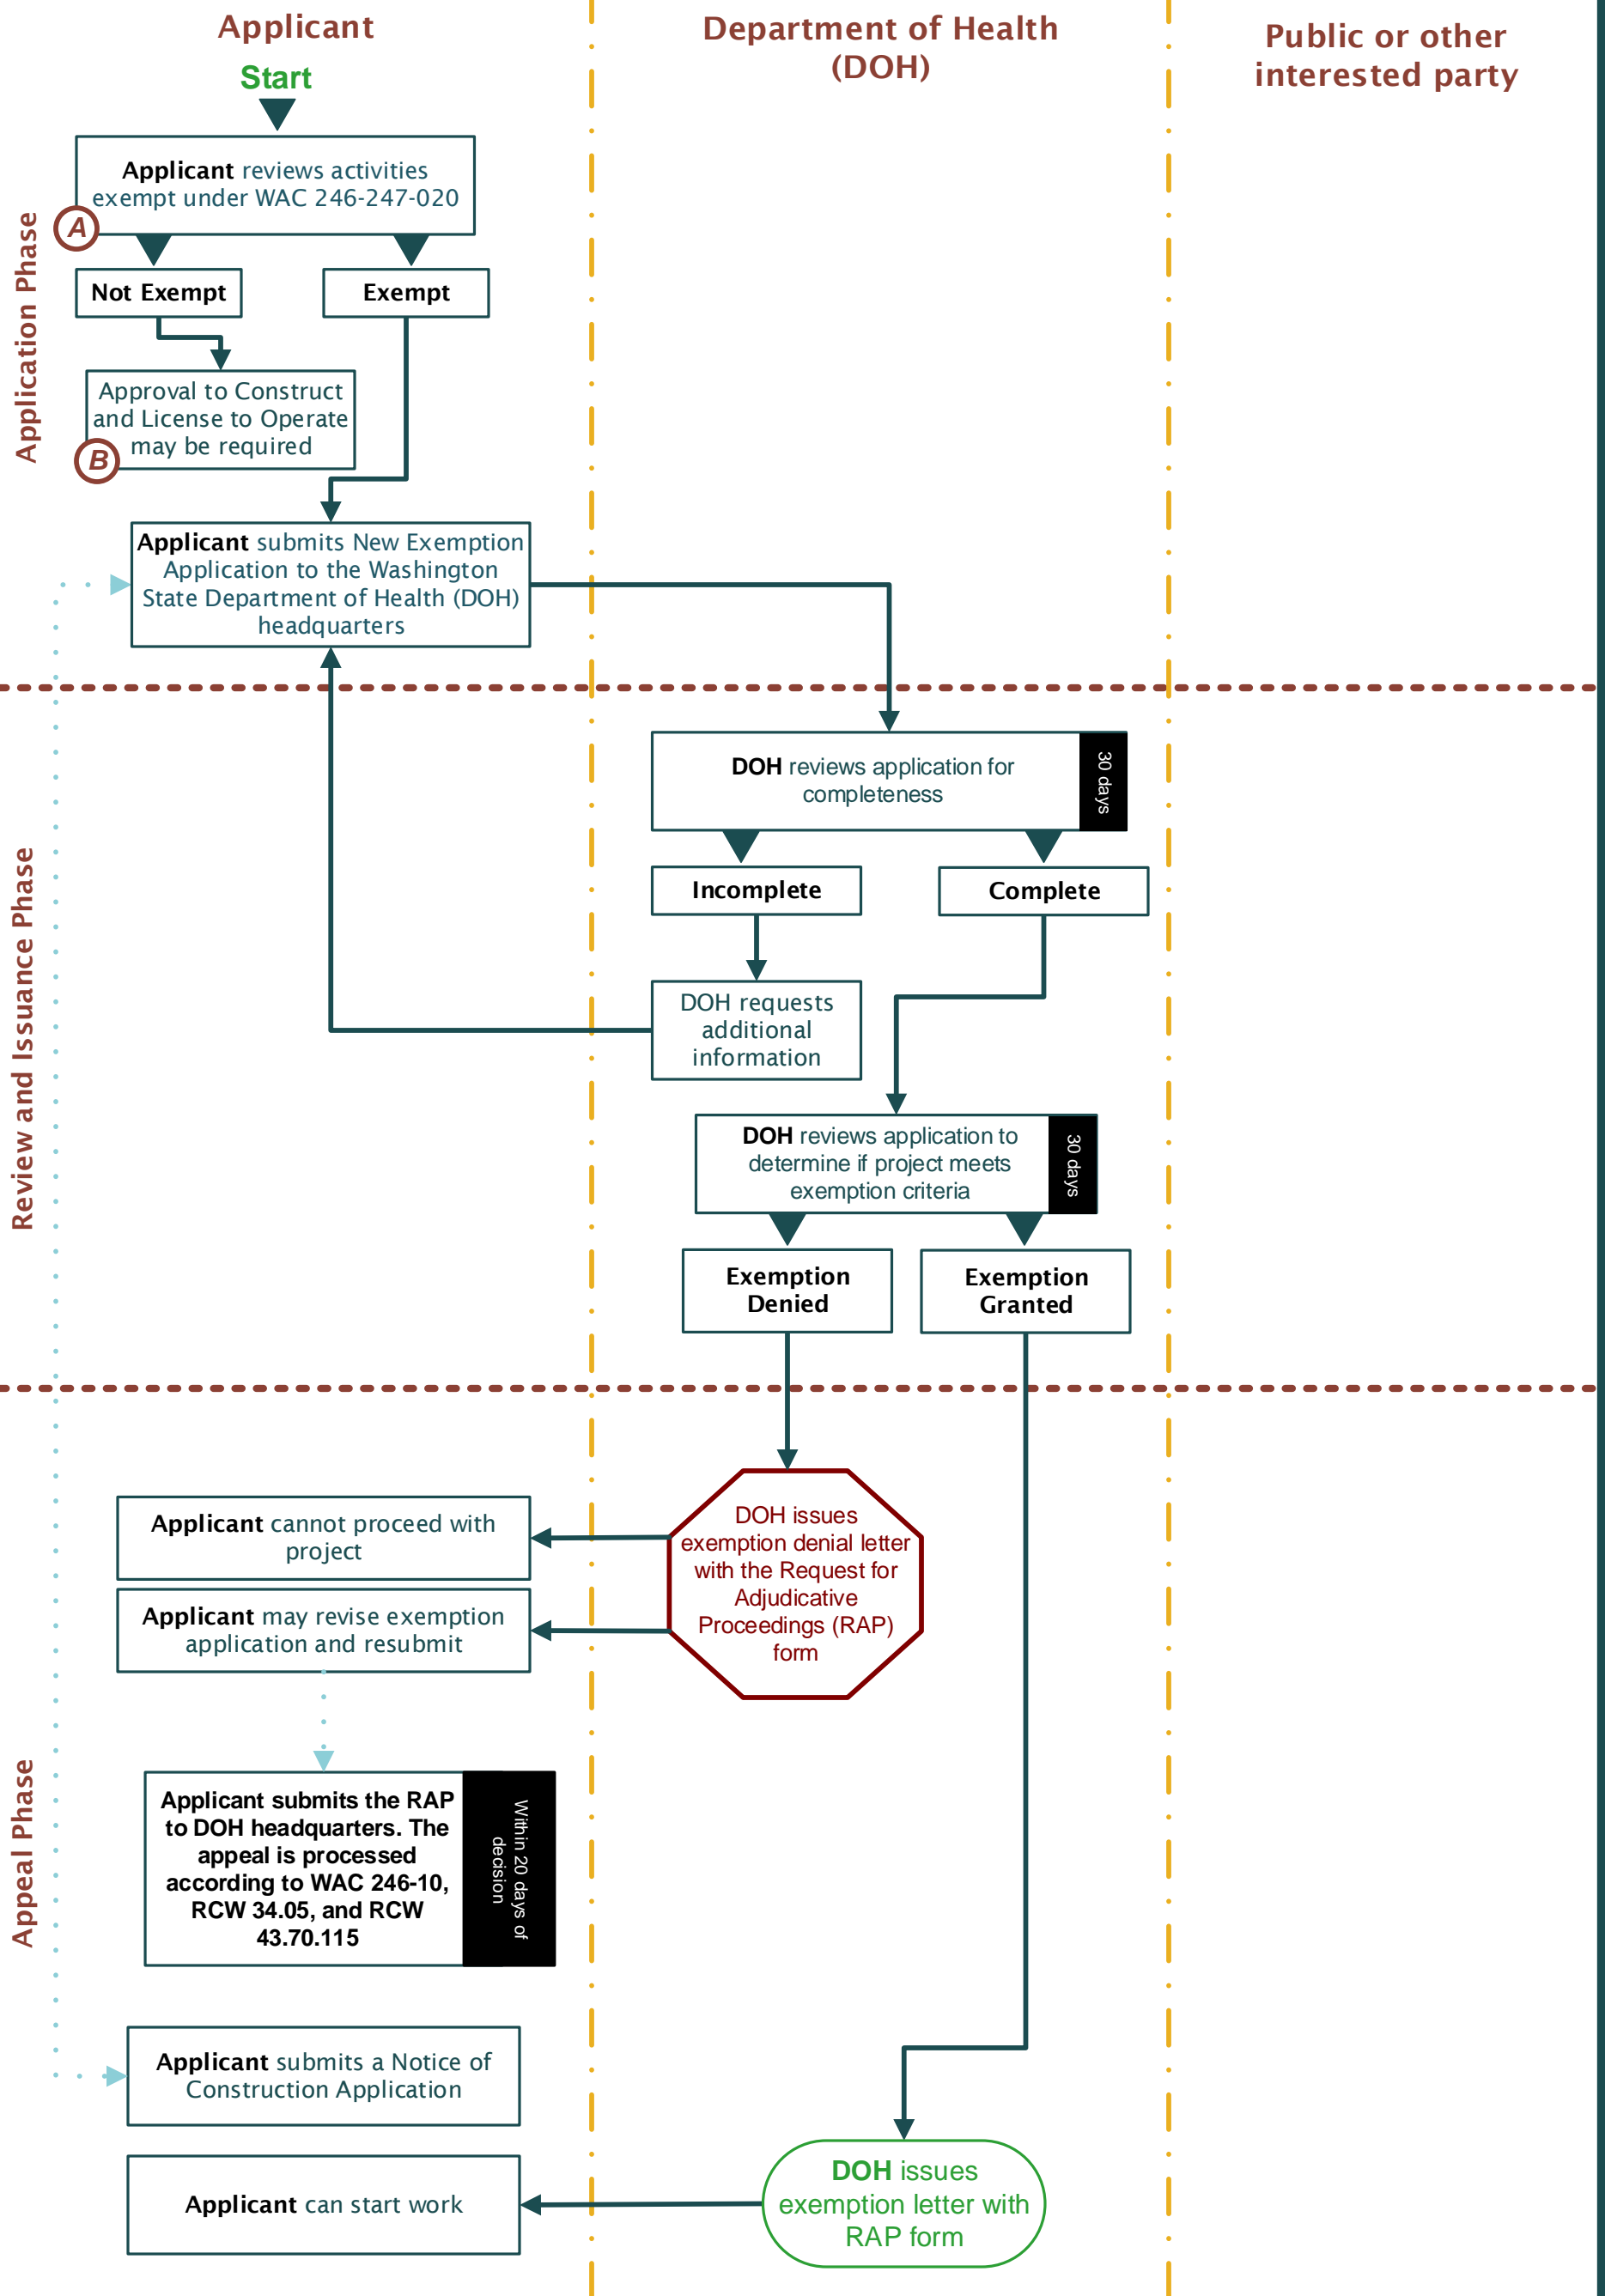 Applicant
Department of Health
(DOH)
Public or other
interested party
Start
Application Phase
Applicant reviews activities
exempt under WAC 246-247-020
A
Not Exempt
Exempt
Approval to Construct
and License to Operate
may be required
B
Applicant submits New Exemption
Application to the Washington
State Department of Health (DOH)
headquarters
Review and Issuance Phase
DOH reviews application for
completeness
30 days
Incomplete
Complete
DOH requests
additional
information
DOH reviews application to
determine if project meets
exemption criteria
30 days
Exemption
Denied
Exemption
Granted
Appeal Phase
DOH issues
exemption denial letter
with the Request for
Adjudicative
Proceedings (RAP)
form
Applicant cannot proceed with
project
Applicant may revise exemption
application and resubmit
Applicant submits the RAP
to DOH headquarters. The
appeal is processed
according to WAC 246-10,
RCW 34.05, and RCW
43.70.115
Within 20 days of
decision
Applicant submits a Notice of
Construction Application
Applicant can start work
DOH issues
exemption letter with
RAP form